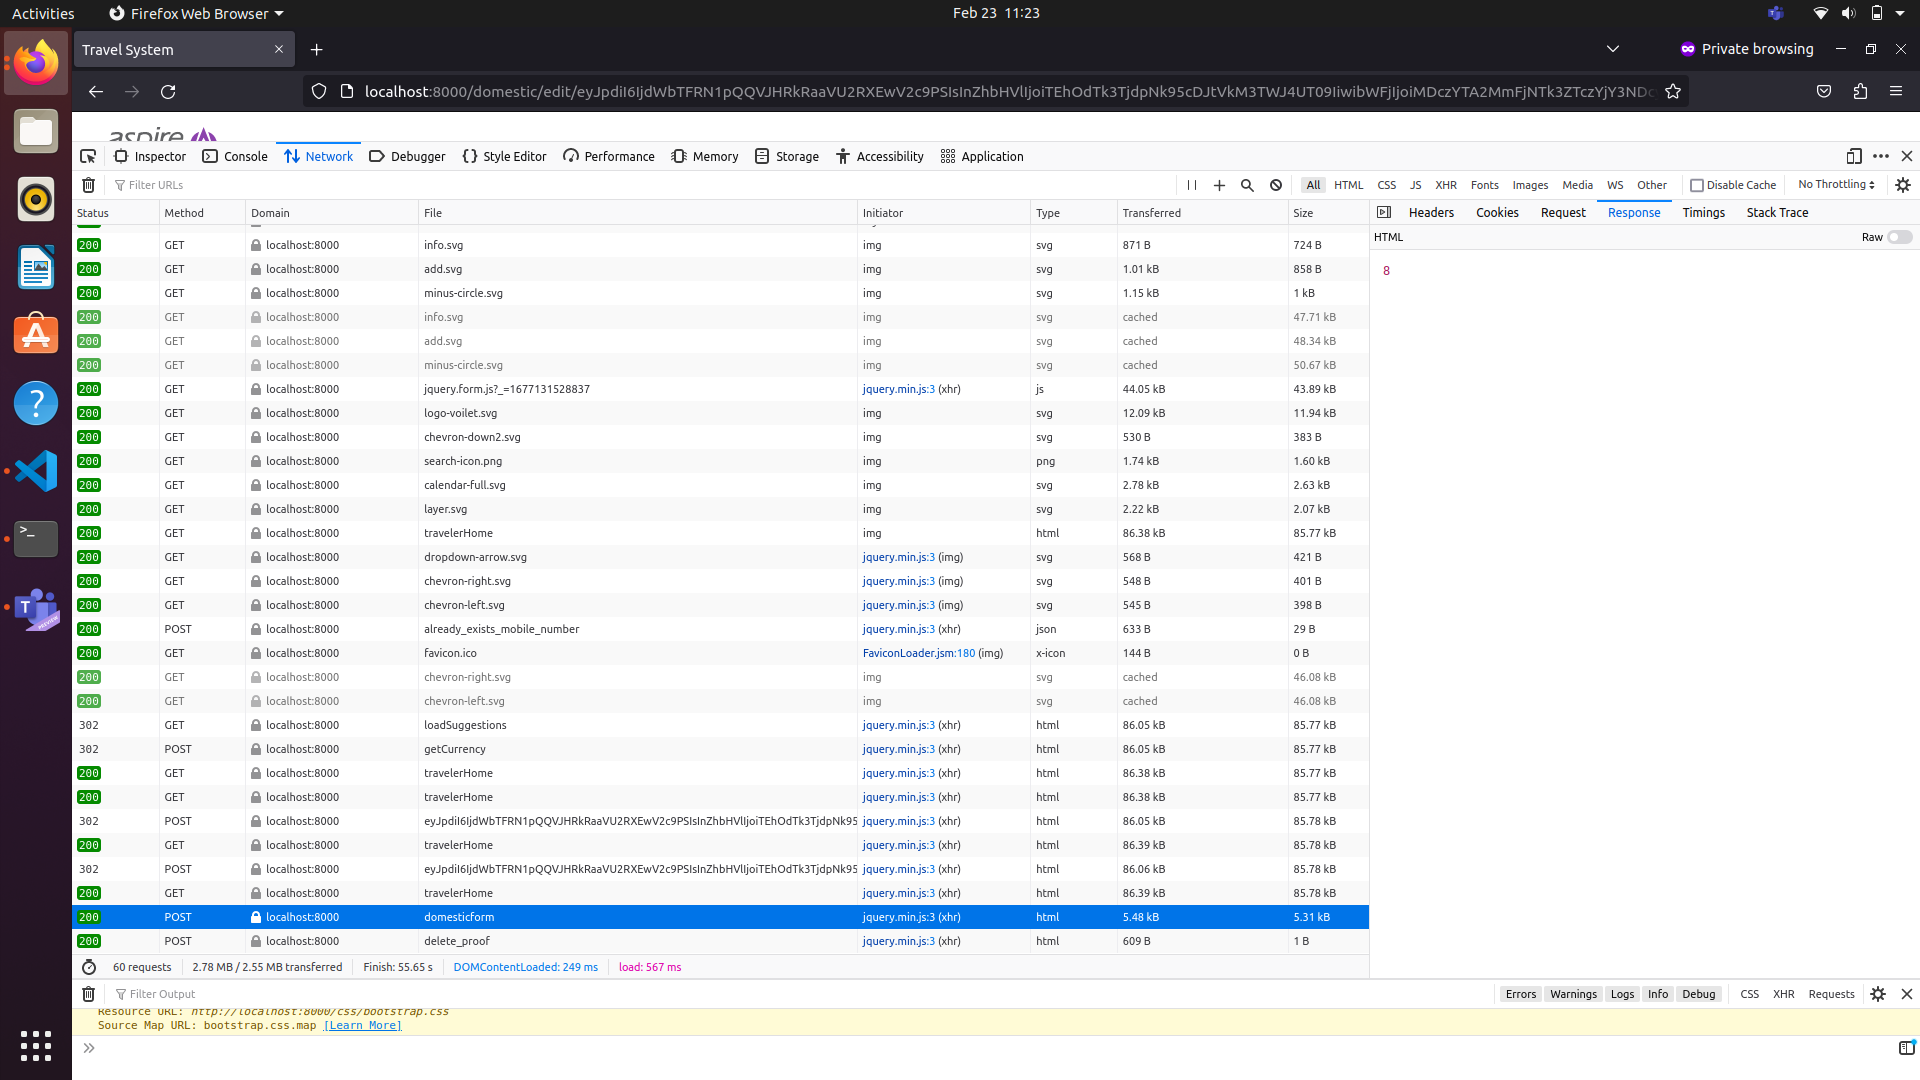 Activities Firefox Web Browser Feb 23 11:23
Travel System Private browsing
localhost:8000/domestic/edit/
aspire
Inspector Console Network Debugger Style Editor Performance Memory Storage Accessibility Application
Filter URLs All HTML CSS JS XHR Fonts Images Media WS Other Disable Cache No Throttling
Status Method Domain File Initiator Type Transferred Size Headers Cookies Request Response Timings Stack Trace
HTML Raw
8
200 GET localhost:8000 info.svg img svg 871 B 724 B
200 GET localhost:8000 add.svg img svg 1.01 kB 858 B
200 GET localhost:8000 minus-circle.svg img svg 1.15 kB 1 kB
200 GET localhost:8000 info.svg img svg cached 47.71 kB
200 GET localhost:8000 add.svg img svg cached 48.34 kB
200 GET localhost:8000 minus-circle.svg img svg cached 50.67 kB
200 GET localhost:8000 jquery.form.js?_=1677131528837 jquery.min.js:3 (xhr) js 44.05 kB 43.89 kB
200 GET localhost:8000 logo-voilet.svg img svg 12.09 kB 11.94 kB
200 GET localhost:8000 chevron-down2.svg img svg 530 B 383 B
200 GET localhost:8000 search-icon.png img png 1.74 kB 1.60 kB
200 GET localhost:8000 calendar-full.svg img svg 2.78 kB 2.63 kB
200 GET localhost:8000 layer.svg img svg 2.22 kB 2.07 kB
200 GET localhost:8000 travelerHome img html 86.38 kB 85.77 kB
200 GET localhost:8000 dropdown-arrow.svg jquery.min.js:3 (img) svg 568 B 421 B
200 GET localhost:8000 chevron-right.svg jquery.min.js:3 (img) svg 548 B 401 B
200 GET localhost:8000 chevron-left.svg jquery.min.js:3 (img) svg 545 B 398 B
200 POST localhost:8000 already_exists_mobile_number jquery.min.js:3 (xhr) json 633 B 29 B
200 GET localhost:8000 favicon.ico FaviconLoader.jsm:180 (img) x-icon 144 B 0 B
200 GET localhost:8000 chevron-right.svg img svg cached 46.08 kB
200 GET localhost:8000 chevron-left.svg img svg cached 46.08 kB
302 GET localhost:8000 loadSuggestions jquery.min.js:3 (xhr) html 86.05 kB 85.77 kB
302 POST localhost:8000 getCurrency jquery.min.js:3 (xhr) html 86.05 kB 85.77 kB
200 GET localhost:8000 travelerHome jquery.min.js:3 (xhr) html 86.38 kB 85.77 kB
200 GET localhost:8000 travelerHome jquery.min.js:3 (xhr) html 86.38 kB 85.77 kB
302 POST localhost:8000 jquery.min.js:3 (xhr) html 86.05 kB 85.78 kB
200 GET localhost:8000 travelerHome jquery.min.js:3 (xhr) html 86.39 kB 85.78 kB
302 POST localhost:8000 jquery.min.js:3 (xhr) html 86.06 kB 85.78 kB
200 GET localhost:8000 travelerHome jquery.min.js:3 (xhr) html 86.39 kB 85.78 kB
200 POST localhost:8000 domesticform jquery.min.js:3 (xhr) html 5.48 kB 5.31 kB
200 POST localhost:8000 delete_proof jquery.min.js:3 (xhr) html 609 B 1 B
60 requests 2.78 MB / 2.55 MB transferred Finish: 55.65 s DOMContentLoaded: 249 ms load: 567 ms
Filter Output Errors Warnings Logs Info Debug CSS XHR Requests
Resource URL: http://localhost:8000/css/bootstrap.css
Source Map URL: bootstrap.css.map [Learn More]